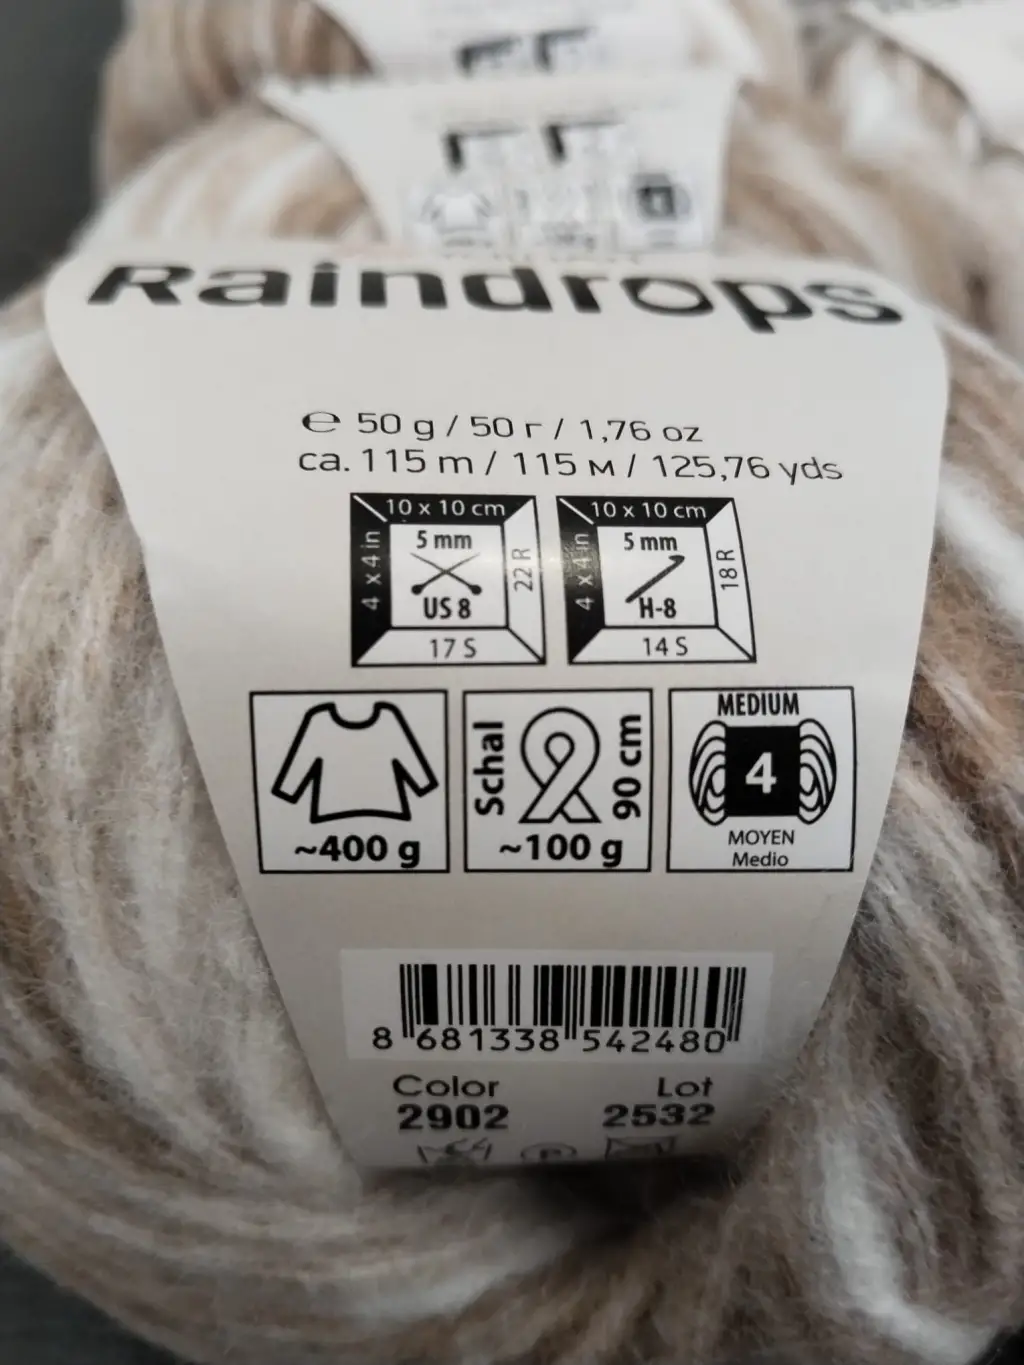 Raindrops
℮ 50 g / 50 г / 1,76 oz
ca. 115 m / 115 м / 125,76 yds
10 x 10 cm
4 x 4 in
5 mm
US 8
22 R
17 S
10 x 10 cm
4 x 4 in
5 mm
H-8
18 R
14 S
~400 g
Schal
90 cm
~100 g
MEDIUM
4
MOYEN
Medio
8 681338 542480
Color Lot
2902 2532
P